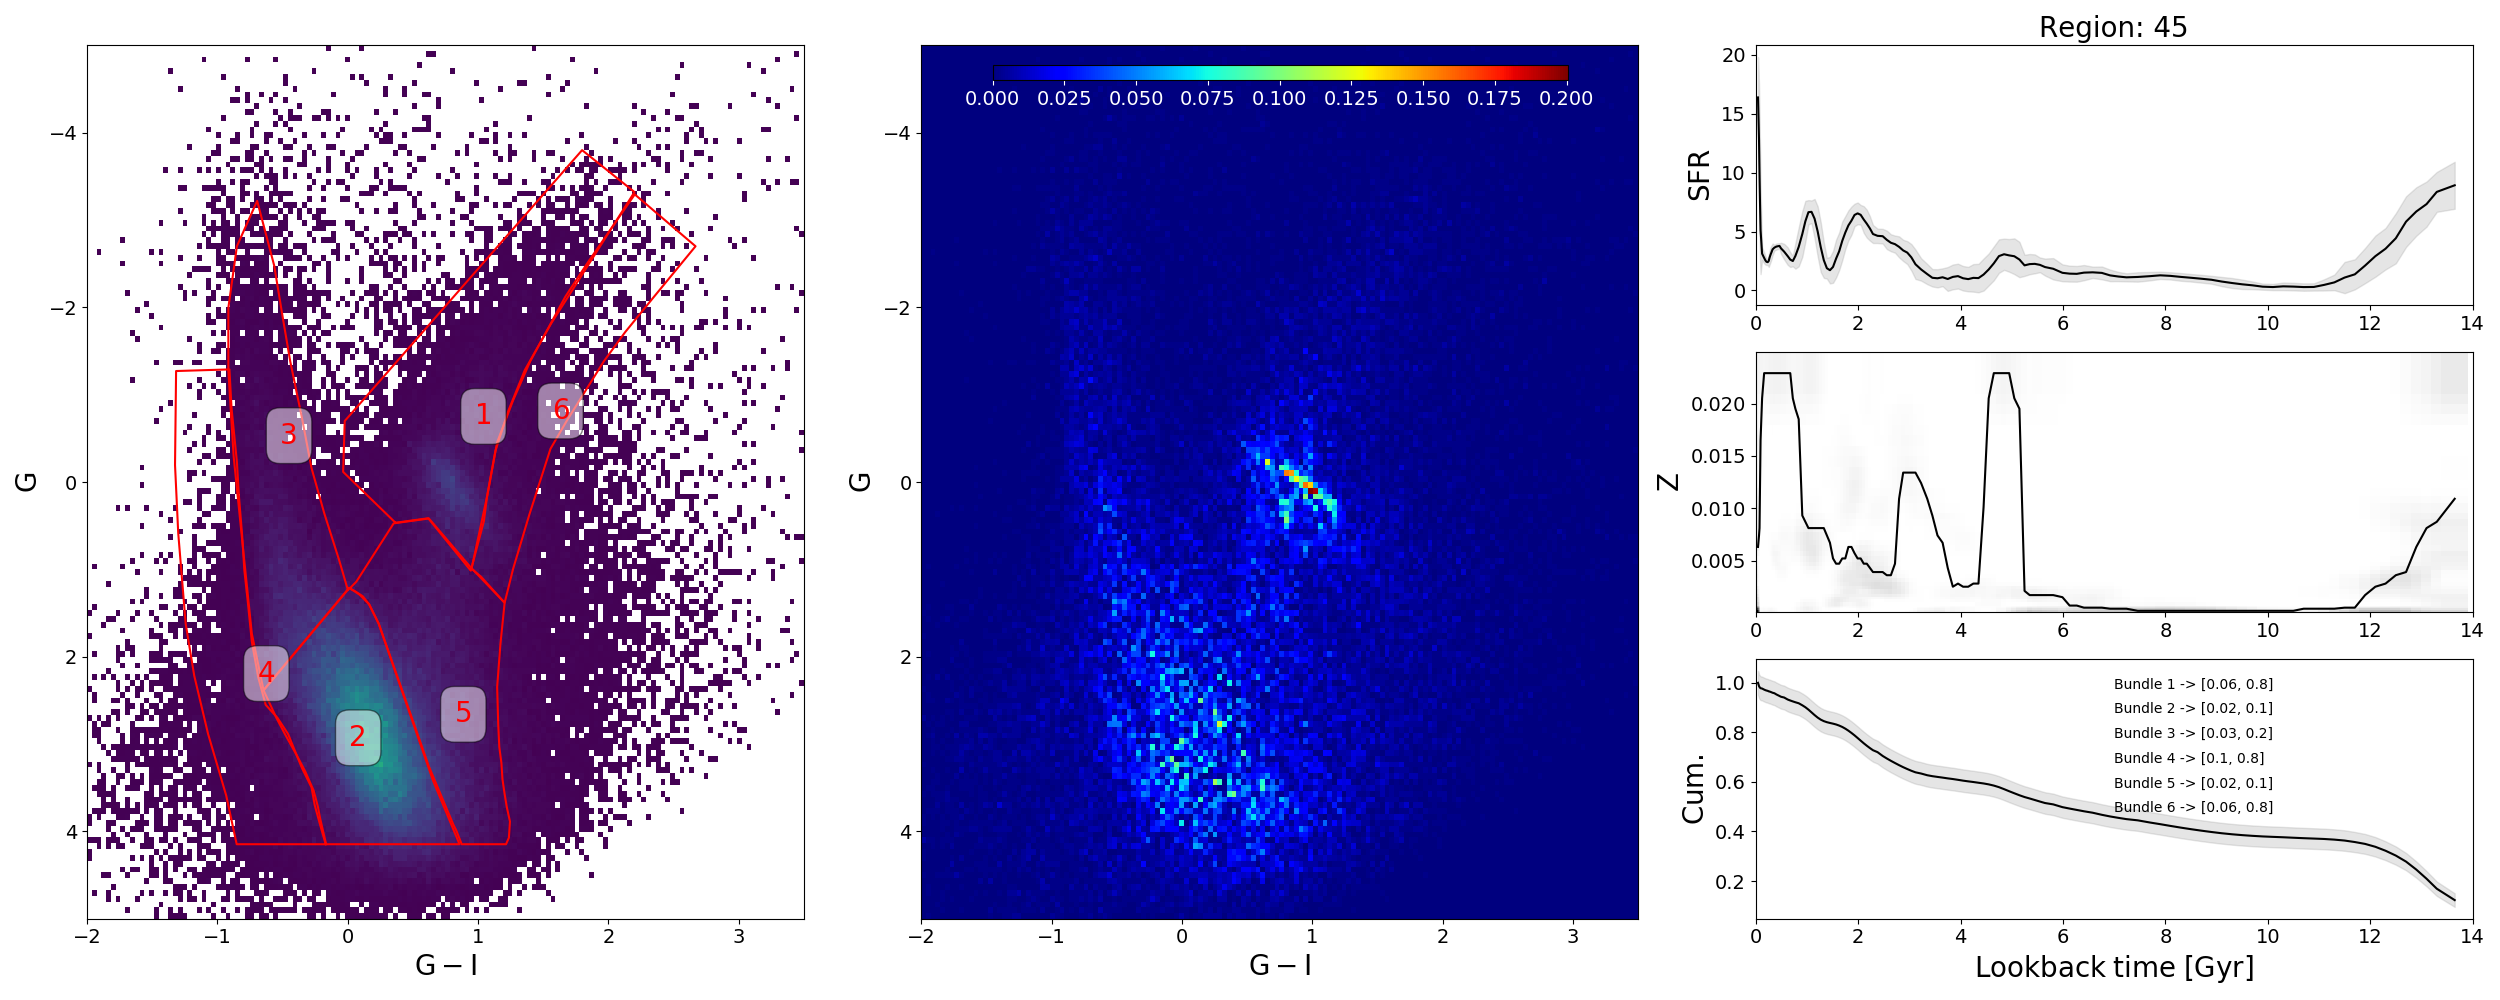 Region: 45
−4
−2
0
2
4
G
−2
−1
0
1
2
3
G − I
1
2
3
4
5
6
0.000 0.025 0.050 0.075 0.100 0.125 0.150 0.175 0.200
−4
−2
0
2
4
G
−2
−1
0
1
2
3
G − I
20
15
10
5
0
SFR
0 2 4 6 8 10 12 14
0.020
0.015
0.010
0.005
Z
0 2 4 6 8 10 12 14
1.0
0.8
0.6
0.4
0.2
Cum.
Bundle 1 -> [0.06, 0.8]
Bundle 2 -> [0.02, 0.1]
Bundle 3 -> [0.03, 0.2]
Bundle 4 -> [0.1, 0.8]
Bundle 5 -> [0.02, 0.1]
Bundle 6 -> [0.06, 0.8]
0 2 4 6 8 10 12 14
Lookback time [Gyr]